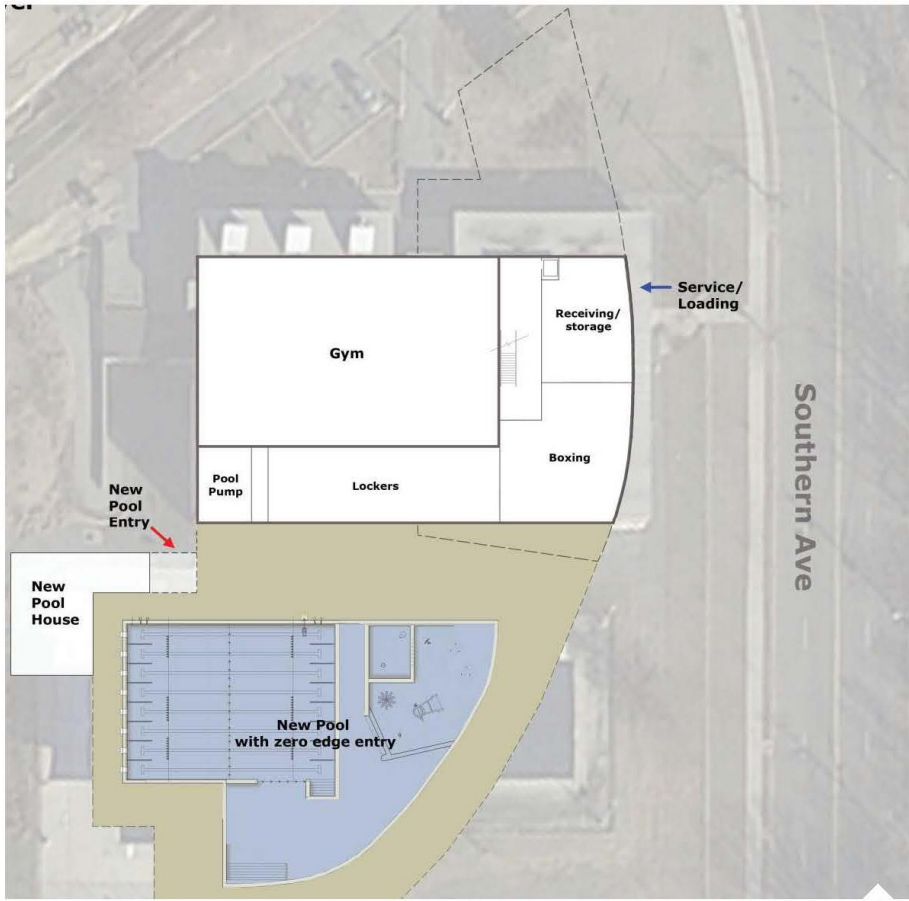 Gym
Receiving/
storage
Service/
Loading
Boxing
Pool
Pump
Lockers
Southern Ave
New
Pool
Entry
New
Pool
House
New Pool
with zero edge entry